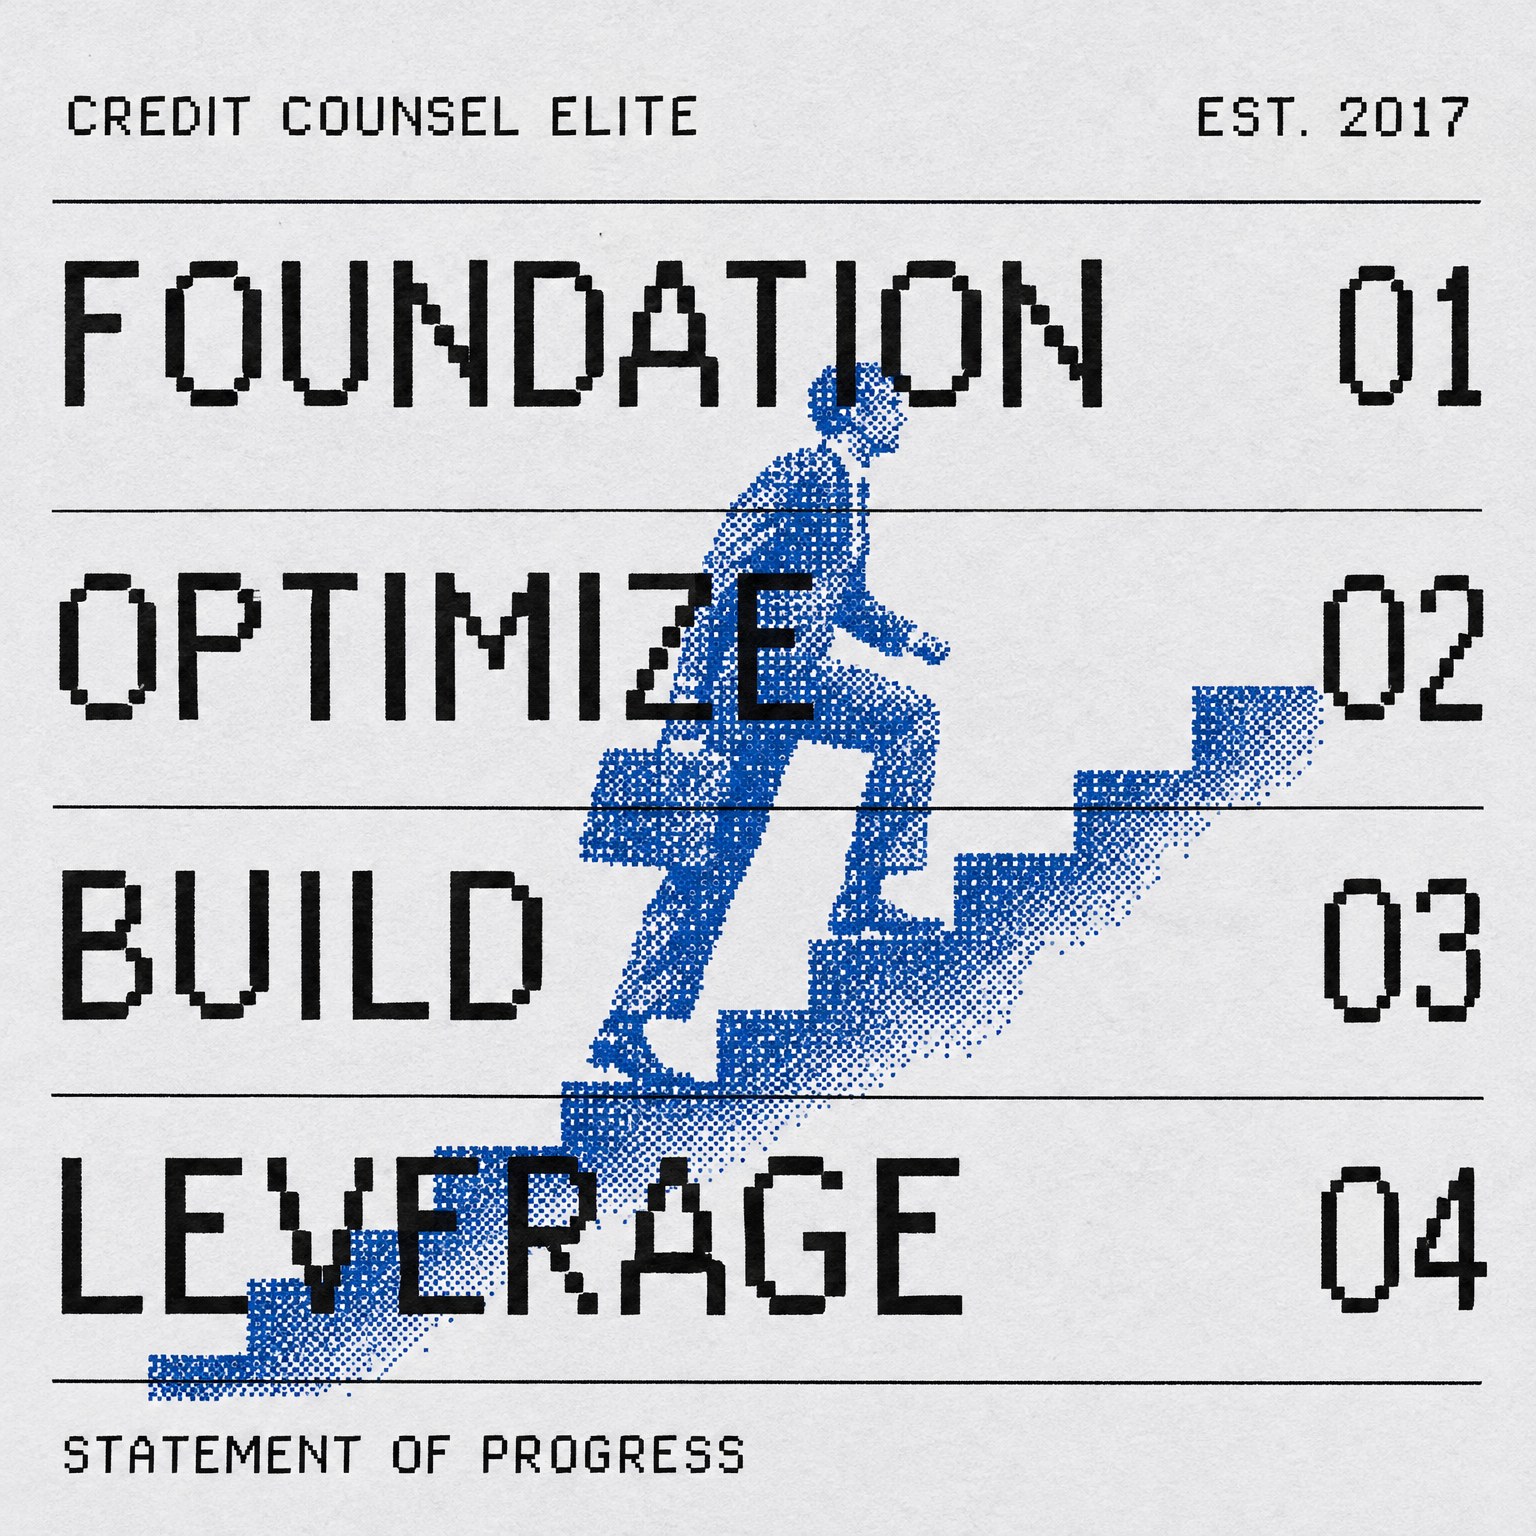 CREDIT COUNSEL ELITE EST. 2017
FOUNDATION 01
OPTIMIZE 02
BUILD 03
LEVERAGE 04
STATEMENT OF PROGRESS